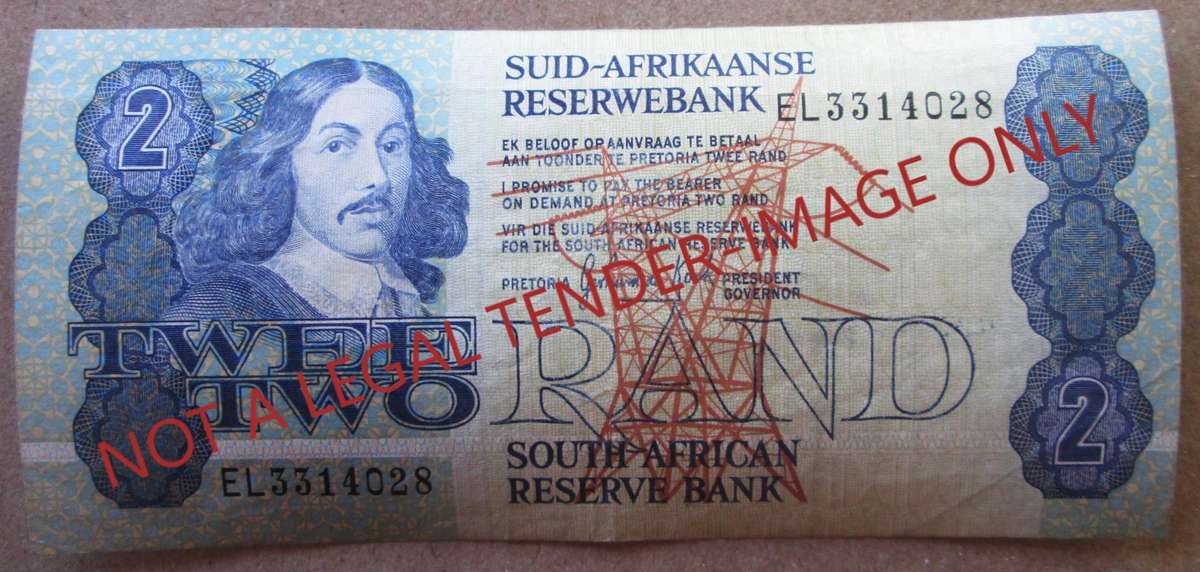 2
SUID-AFRIKAANSE
RESERWEBANK
EL3314028
EK BELOOF OP AANVRAAG TE BETAAL
AAN TOONDER TE PRETORIA TWEE RAND
I PROMISE TO PAY THE BEARER
ON DEMAND AT PRETORIA TWO RAND
VIR DIE SUID-AFRIKAANSE RESERWEBANK
FOR THE SOUTH AFRICAN RESERVE BANK
PRETORIA PRESIDENT
GOVERNOR
TWEE RAND
TWO
2
SOUTH AFRICAN
RESERVE BANK
EL3314028
NOT A LEGAL TENDER-IMAGE ONLY